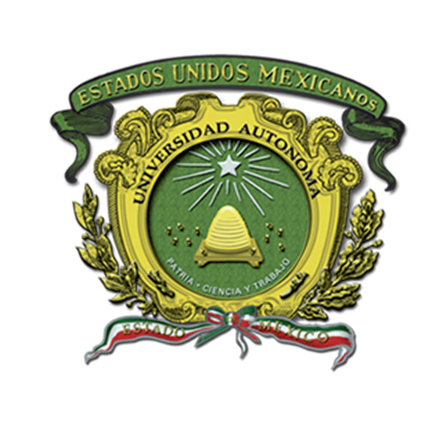 ESTADOS UNIDOS MEXICANOS
UNIVERSIDAD AUTONOMA
PATRIA • CIENCIA Y TRABAJO
ESTADO MEXICO